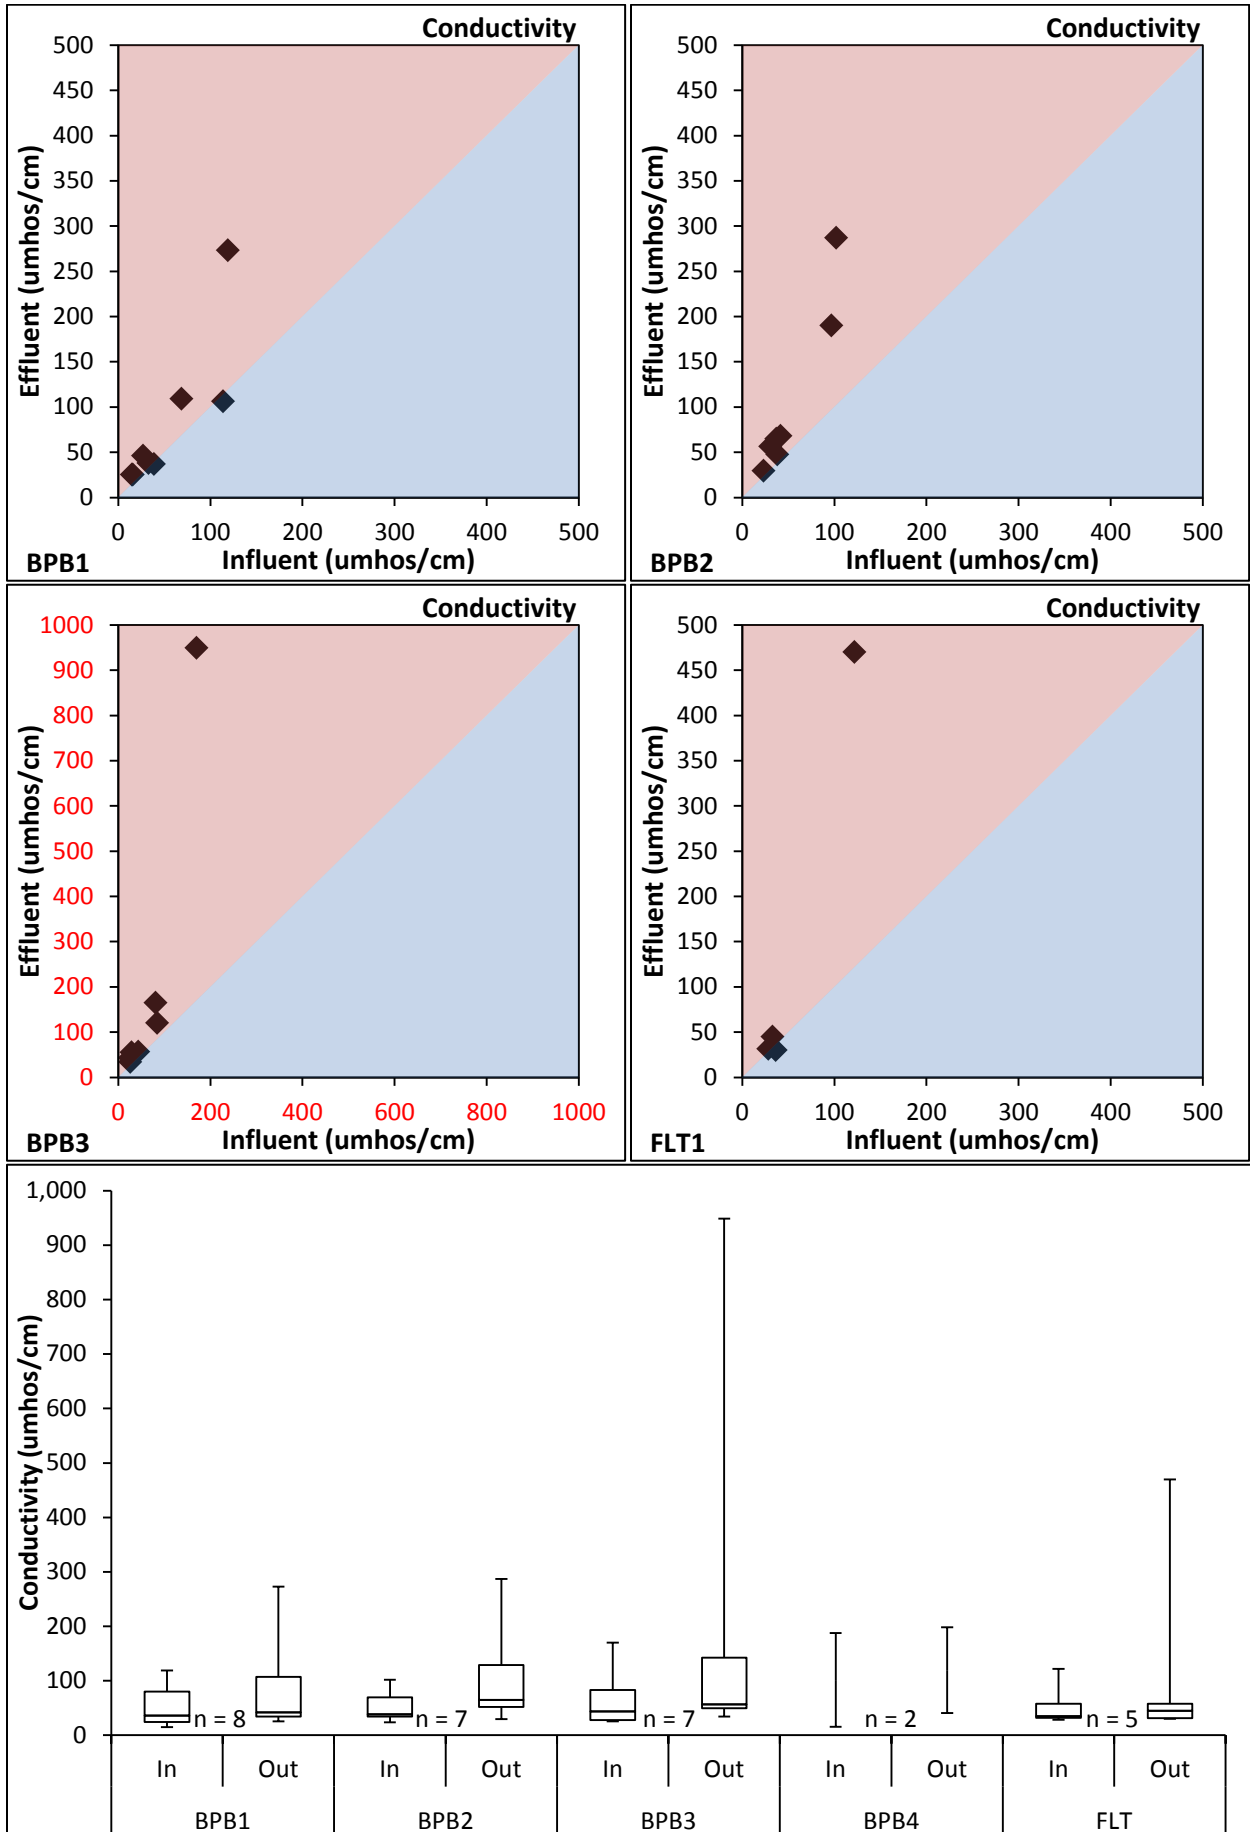 Conductivity
500
450
400
350
300
250
200
150
100
50
0
Effluent (umhos/cm)
0 100 200 300 400 500
BPB1 Influent (umhos/cm)
Conductivity
500
450
400
350
300
250
200
150
100
50
0
Effluent (umhos/cm)
0 100 200 300 400 500
BPB2 Influent (umhos/cm)
Conductivity
1000
900
800
700
600
500
400
300
200
100
0
Effluent (umhos/cm)
0 200 400 600 800 1000
BPB3 Influent (umhos/cm)
Conductivity
500
450
400
350
300
250
200
150
100
50
0
Effluent (umhos/cm)
0 100 200 300 400 500
FLT1 Influent (umhos/cm)
1,000
900
800
700
600
500
400
300
200
100
0
Conductivity (umhos/cm)
n = 8 n = 7 n = 7 n = 2 n = 5
In Out In Out In Out In Out In Out
BPB1 BPB2 BPB3 BPB4 FLT